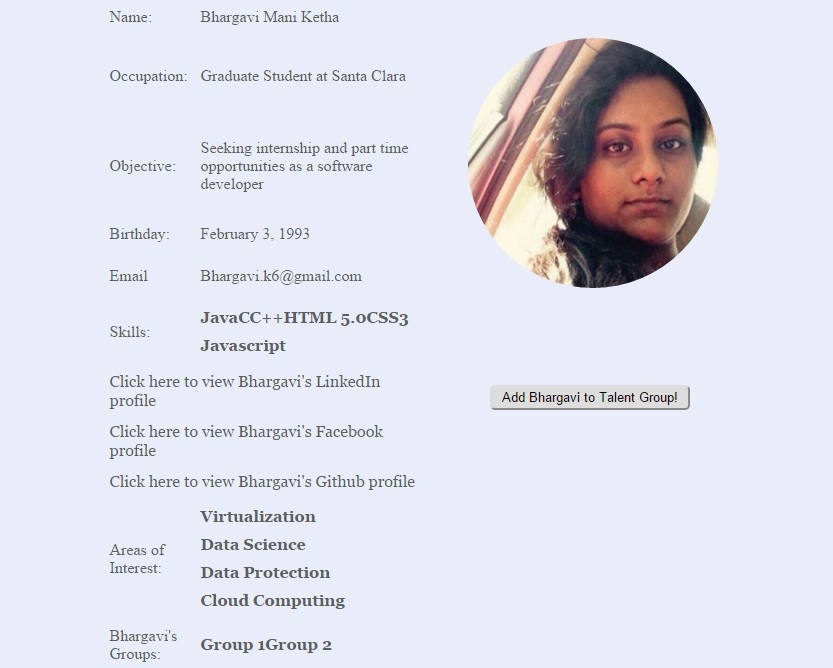 Name: Bhargavi Mani Ketha
Occupation: Graduate Student at Santa Clara
Objective: Seeking internship and part time
opportunities as a software
developer
Birthday: February 3, 1993
Email Bhargavi.k6@gmail.com
Skills: JavaCC++HTML 5.0CSS3
Javascript
Click here to view Bhargavi's LinkedIn
profile
Add Bhargavi to Talent Group!
Click here to view Bhargavi's Facebook
profile
Click here to view Bhargavi's Github profile
Areas of
Interest:
Virtualization
Data Science
Data Protection
Cloud Computing
Bhargavi's
Groups:
Group 1Group 2